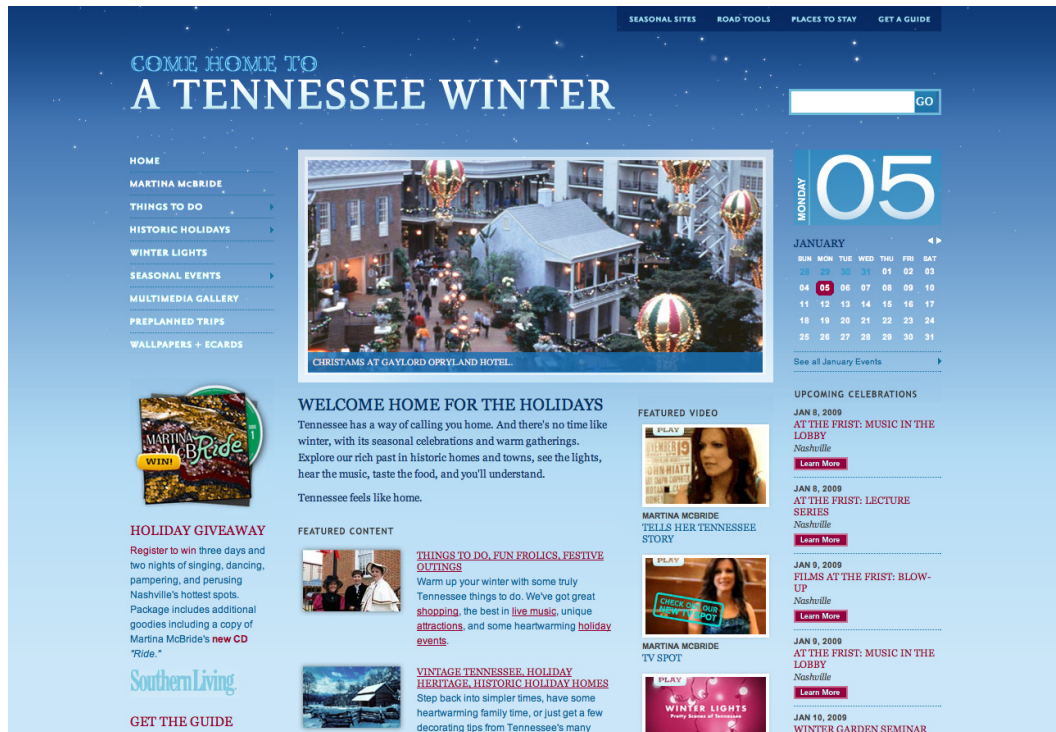 SEASONAL SITES ROAD TOOLS PLACES TO STAY GET A GUIDE
COME HOME TO
A TENNESSEE WINTER
GO
HOME
MARTINA McBRIDE
THINGS TO DO
HISTORIC HOLIDAYS
WINTER LIGHTS
SEASONAL EVENTS
MULTIMEDIA GALLERY
PREPLANNED TRIPS
WALLPAPERS + ECARDS
MARTINA
McBRide
WIN!
HOLIDAY GIVEAWAY
Register to win three days and
two nights of singing, dancing,
pampering, and perusing
Nashville's hottest spots.
Package includes additional
goodies including a copy of
Martina McBride's new CD
"Ride."
Southern Living
GET THE GUIDE
CHRISTAMS AT GAYLORD OPRYLAND HOTEL.
WELCOME HOME FOR THE HOLIDAYS
Tennessee has a way of calling you home. And there's no time like
winter, with its seasonal celebrations and warm gatherings.
Explore our rich past in historic homes and towns, see the lights,
hear the music, taste the food, and you'll understand.
Tennessee feels like home.
FEATURED CONTENT
THINGS TO DO, FUN FROLICS, FESTIVE
OUTINGS
Warm up your winter with some truly
Tennessee things to do. We've got great
shopping, the best in live music, unique
attractions, and some heartwarming holiday
events.
VINTAGE TENNESSEE, HOLIDAY
HERITAGE, HISTORIC HOLIDAY HOMES
Step back into simpler times, have some
heartwarming family time, or just get a few
decorating tips from Tennessee's many
FEATURED VIDEO
PLAY
JOHN HIATT
MARTINA MCBRIDE
TELLS HER TENNESSEE
STORY
PLAY
CHECK OUT OUR
NEW TV SPOT
MARTINA MCBRIDE
TV SPOT
PLAY
WINTER LIGHTS
Pretty Scenes of Tennessee
MONDAY
05
JANUARY
SUN MON TUE WED THU FRI SAT
28 29 30 31 01 02 03
04 05 06 07 08 09 10
11 12 13 14 15 16 17
18 19 20 21 22 23 24
25 26 27 28 29 30 31
See all January Events
UPCOMING CELEBRATIONS
JAN 8, 2009
AT THE FRIST: MUSIC IN THE
LOBBY
Nashville
Learn More
JAN 8, 2009
AT THE FRIST: LECTURE
SERIES
Nashville
Learn More
JAN 9, 2009
FILMS AT THE FRIST: BLOW-
UP
Nashville
Learn More
JAN 9, 2009
AT THE FRIST: MUSIC IN THE
LOBBY
Nashville
Learn More
JAN 10, 2009
WINTER GARDEN SEMINAR